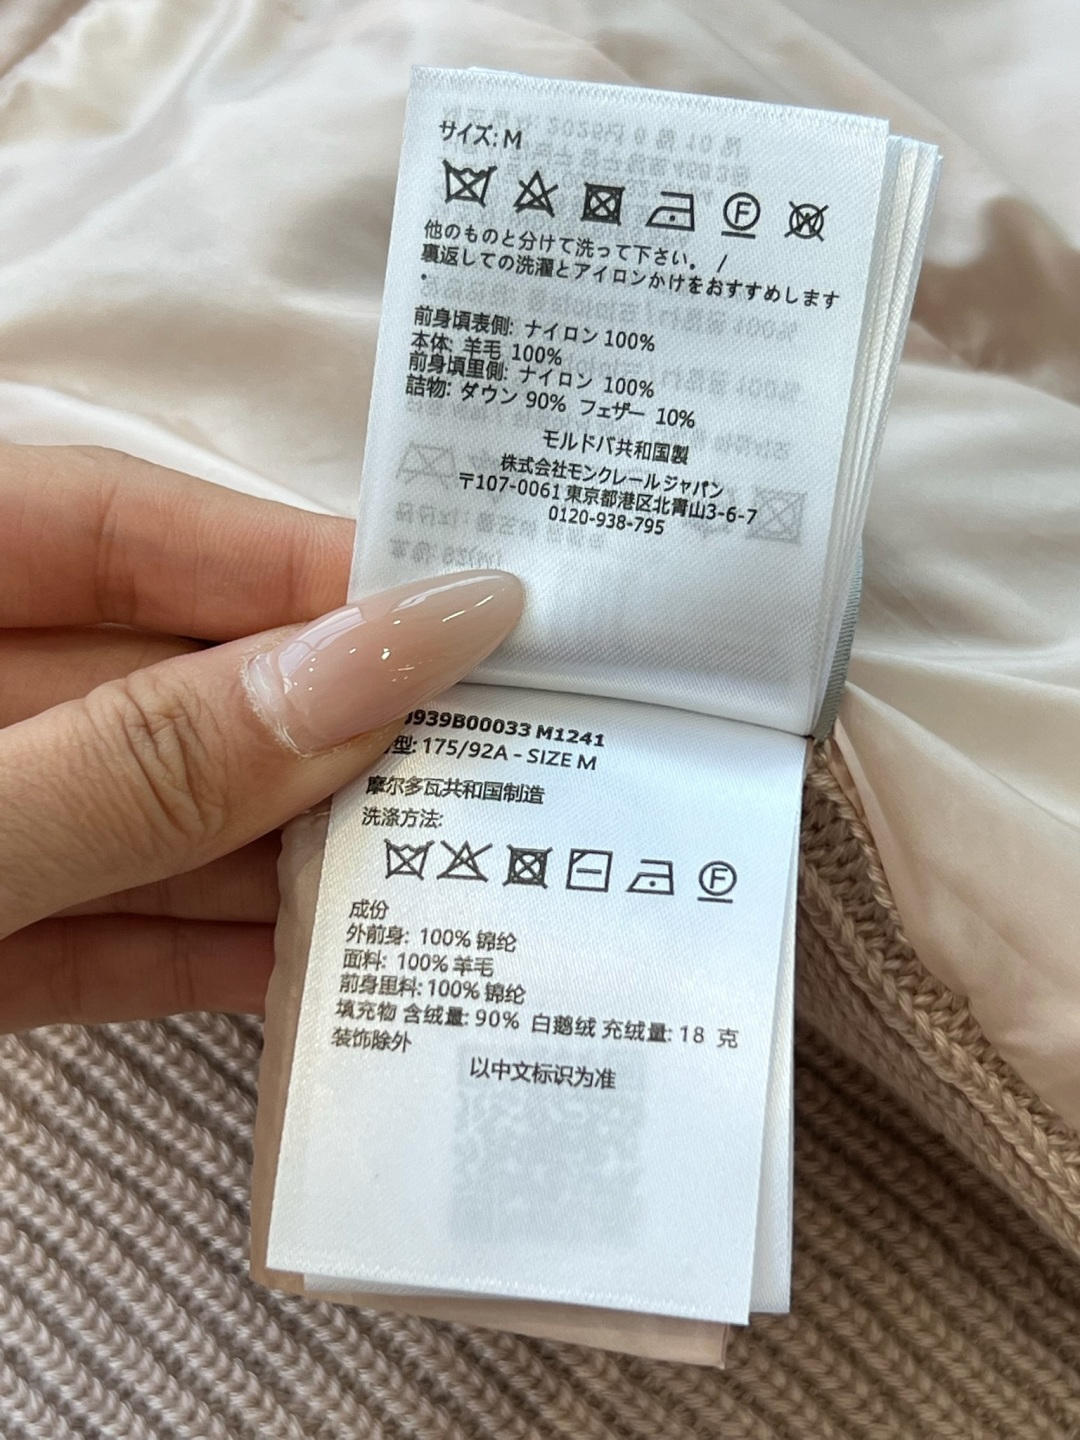 サイズ: M
F W
他のものと分けて洗って下さい。 /
裏返しての洗濯とアイロンかけをおすすめします
。
前身頃表側: ナイロン 100%
本体: 羊毛 100%
前身頃里側: ナイロン 100%
詰物: ダウン 90% フェザー 10%
モルドバ共和国製
株式会社モンクレール ジャパン
〒107-0061 東京都港区北青山3-6-7
0120-938-795
939B00033 M1241
型: 175/92A - SIZE M
摩尔多瓦共和国制造
洗涤方法:
F
成份
外前身: 100% 锦纶
面料: 100% 羊毛
前身里料: 100% 锦纶
填充物 含绒量: 90% 白鹅绒 充绒量: 18 克
装饰除外
以中文标识为准